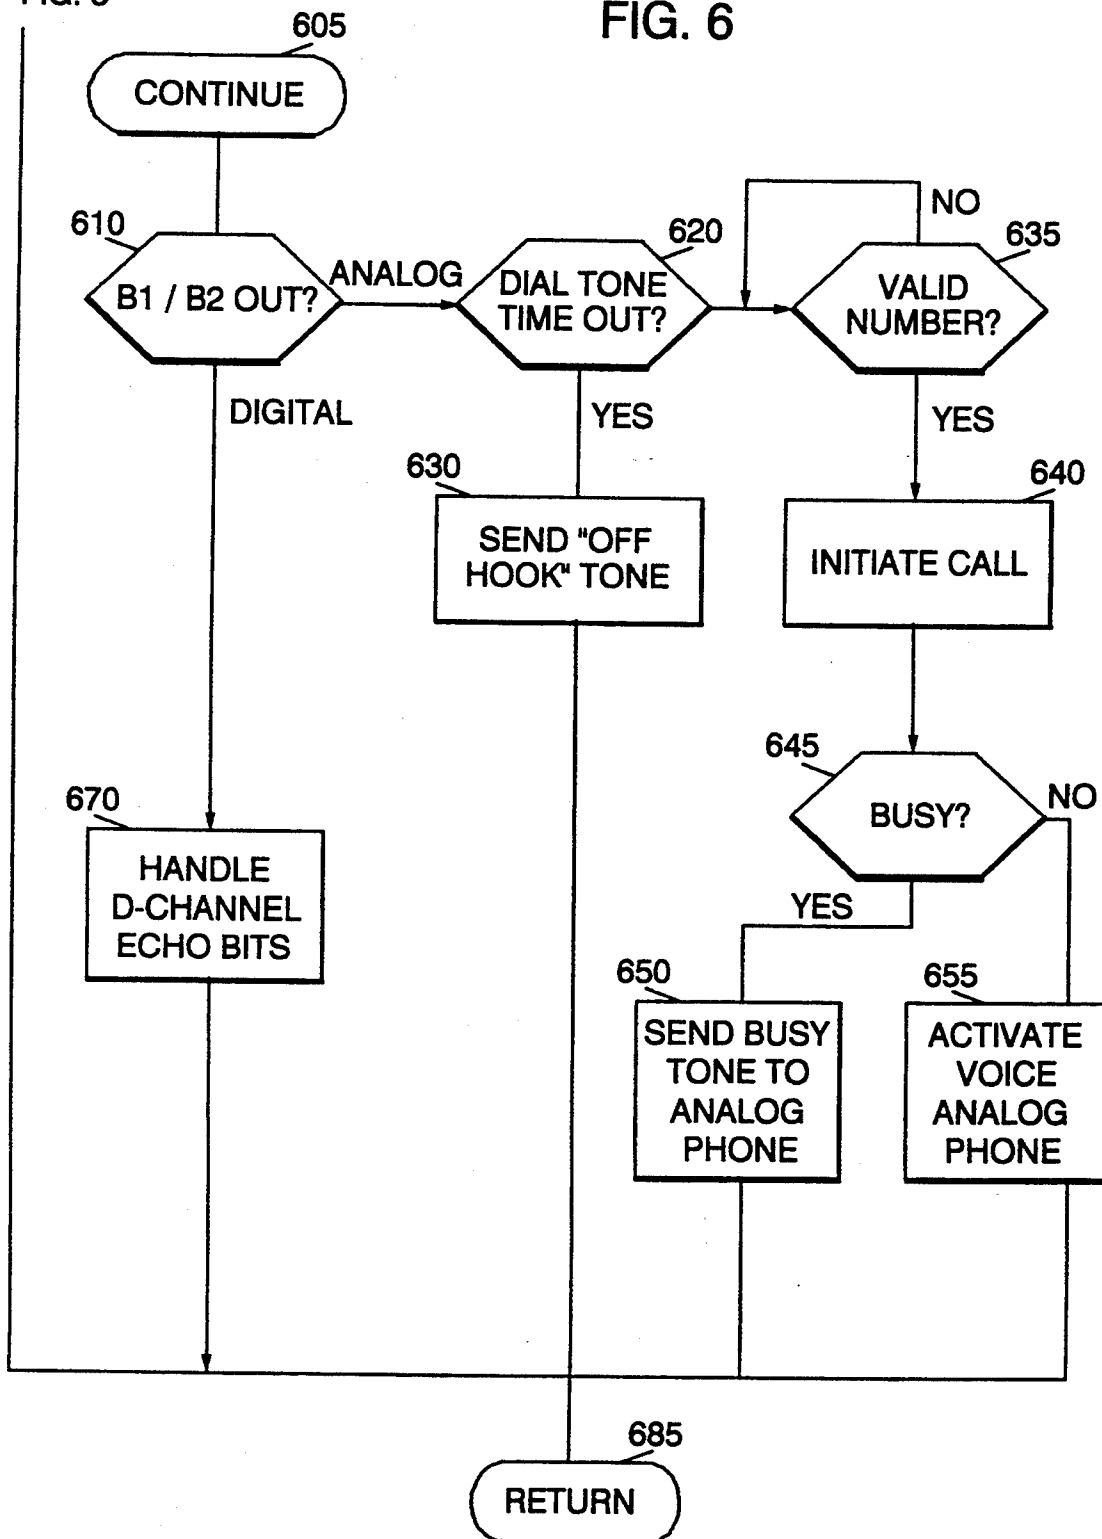 FIG. 6
605
CONTINUE
610
B1 / B2 OUT?
ANALOG
620
DIAL TONE
TIME OUT?
NO
635
VALID
NUMBER?
DIGITAL
YES
YES
630
SEND "OFF
HOOK" TONE
640
INITIATE CALL
645
BUSY?
NO
YES
670
HANDLE
D-CHANNEL
ECHO BITS
650
SEND BUSY
TONE TO
ANALOG
PHONE
655
ACTIVATE
VOICE
ANALOG
PHONE
685
RETURN